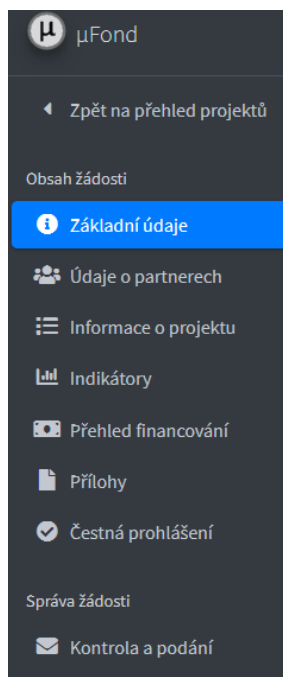 µ µFond
Zpět na přehled projektů
Obsah žádosti
Základní údaje
Údaje o partnerech
Informace o projektu
Indikátory
Přehled financování
Přílohy
Čestná prohlášení
Správa žádosti
Kontrola a podání